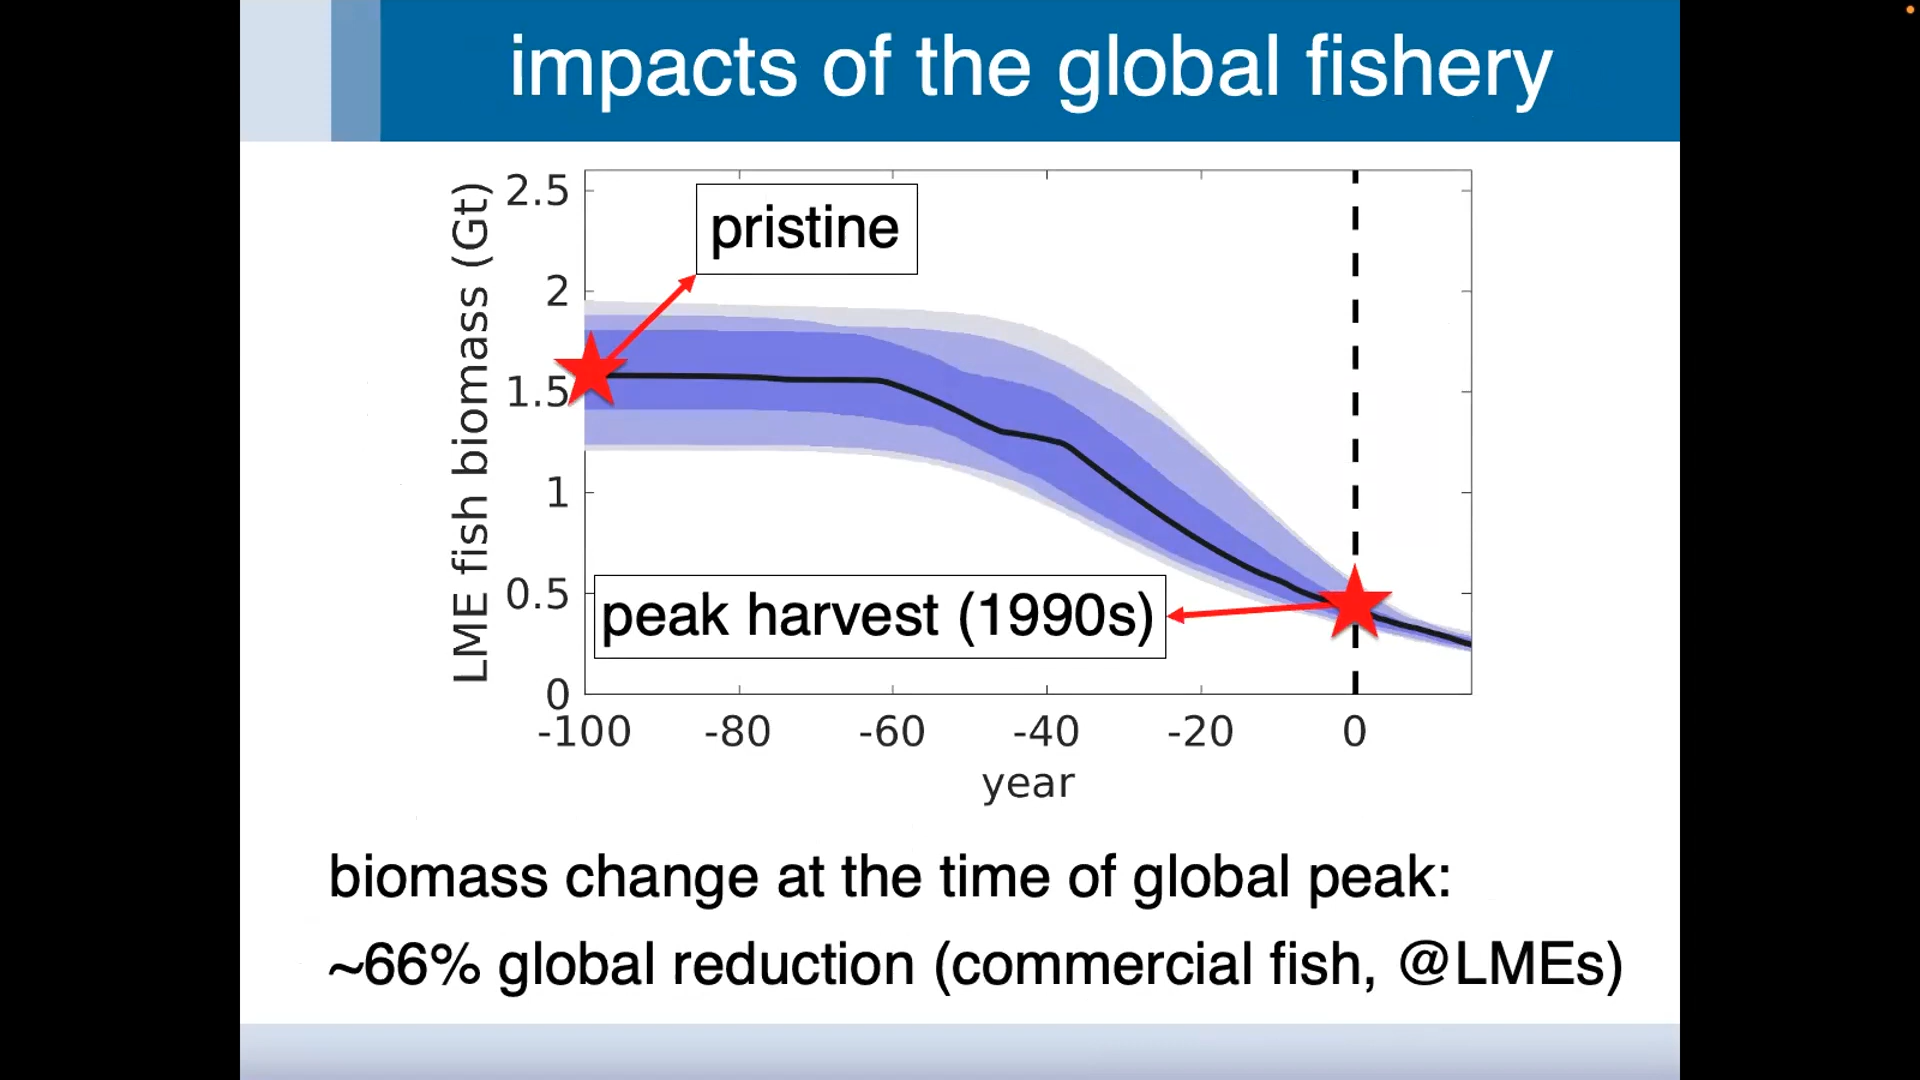 impacts of the global fishery
LME fish biomass (Gt)
2.5
2
1.5
1
0.5
0
pristine
peak harvest (1990s)
-100 -80 -60 -40 -20 0
year
biomass change at the time of global peak:
~66% global reduction (commercial fish, @LMEs)